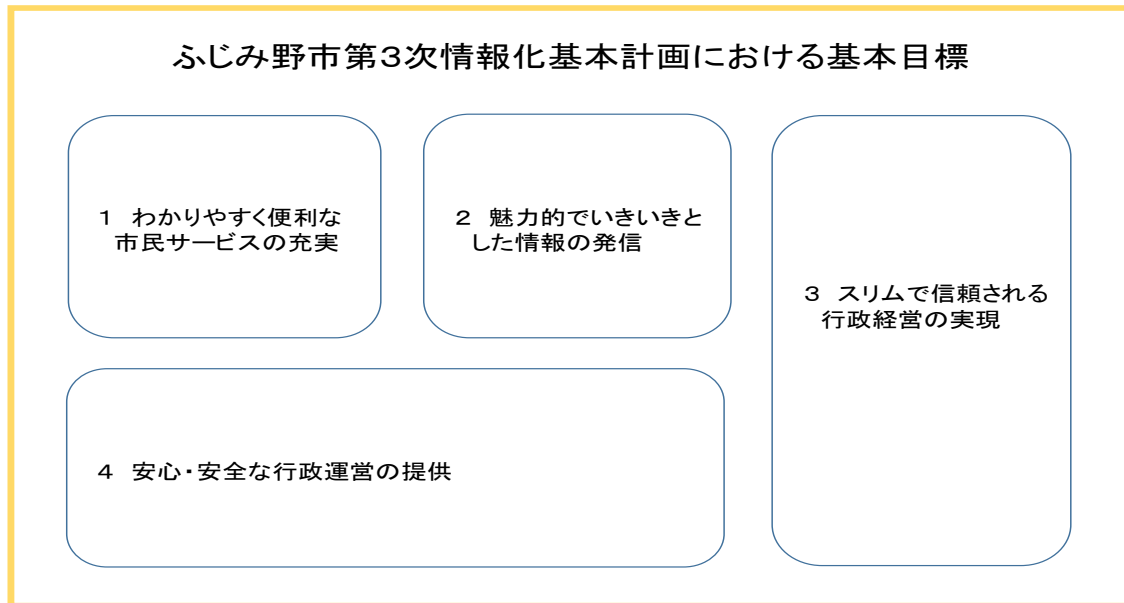 ふじみ野市第3次情報化基本計画における基本目標
1 わかりやすく便利な
市民サービスの充実
2 魅力的でいきいきと
した情報の発信
3 スリムで信頼される
行政経営の実現
4 安心・安全な行政運営の提供